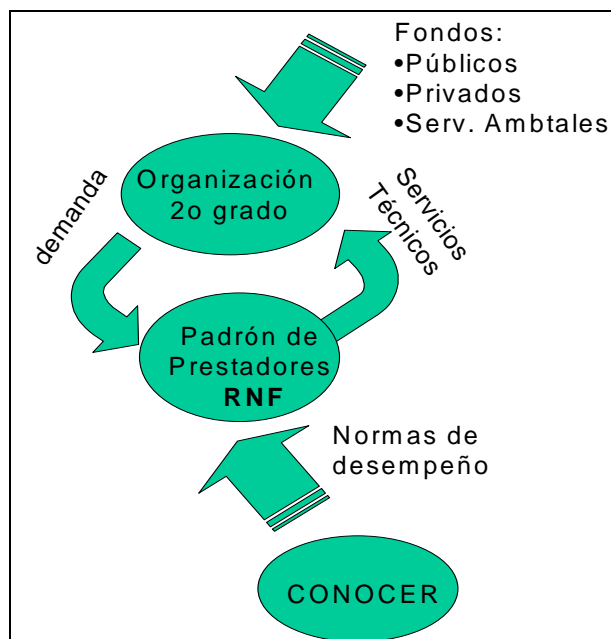 Fondos:
•Públicos
•Privados
•Serv. Ambtales
Organización
2o grado
demanda
Servicios
Técnicos
Padrón de
Prestadores
RNF
Normas de
desempeño
CONOCER